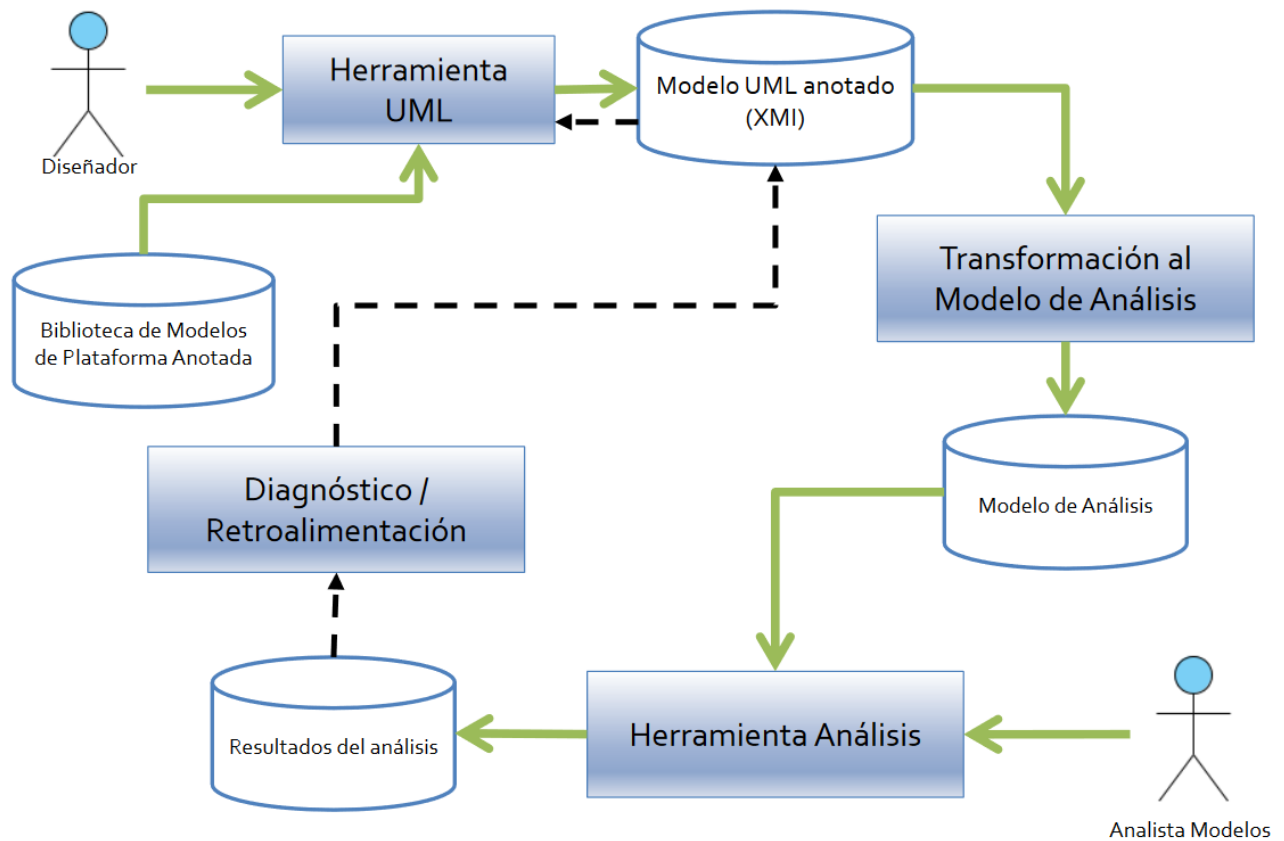 Herramienta
UML
Modelo UML anotado
(XMI)
Diseñador
Transformación al
Modelo de Análisis
Biblioteca de Modelos
de Plataforma Anotada
Diagnóstico /
Retroalimentación
Modelo de Análisis
Resultados del análisis
Herramienta Análisis
Analista Modelos